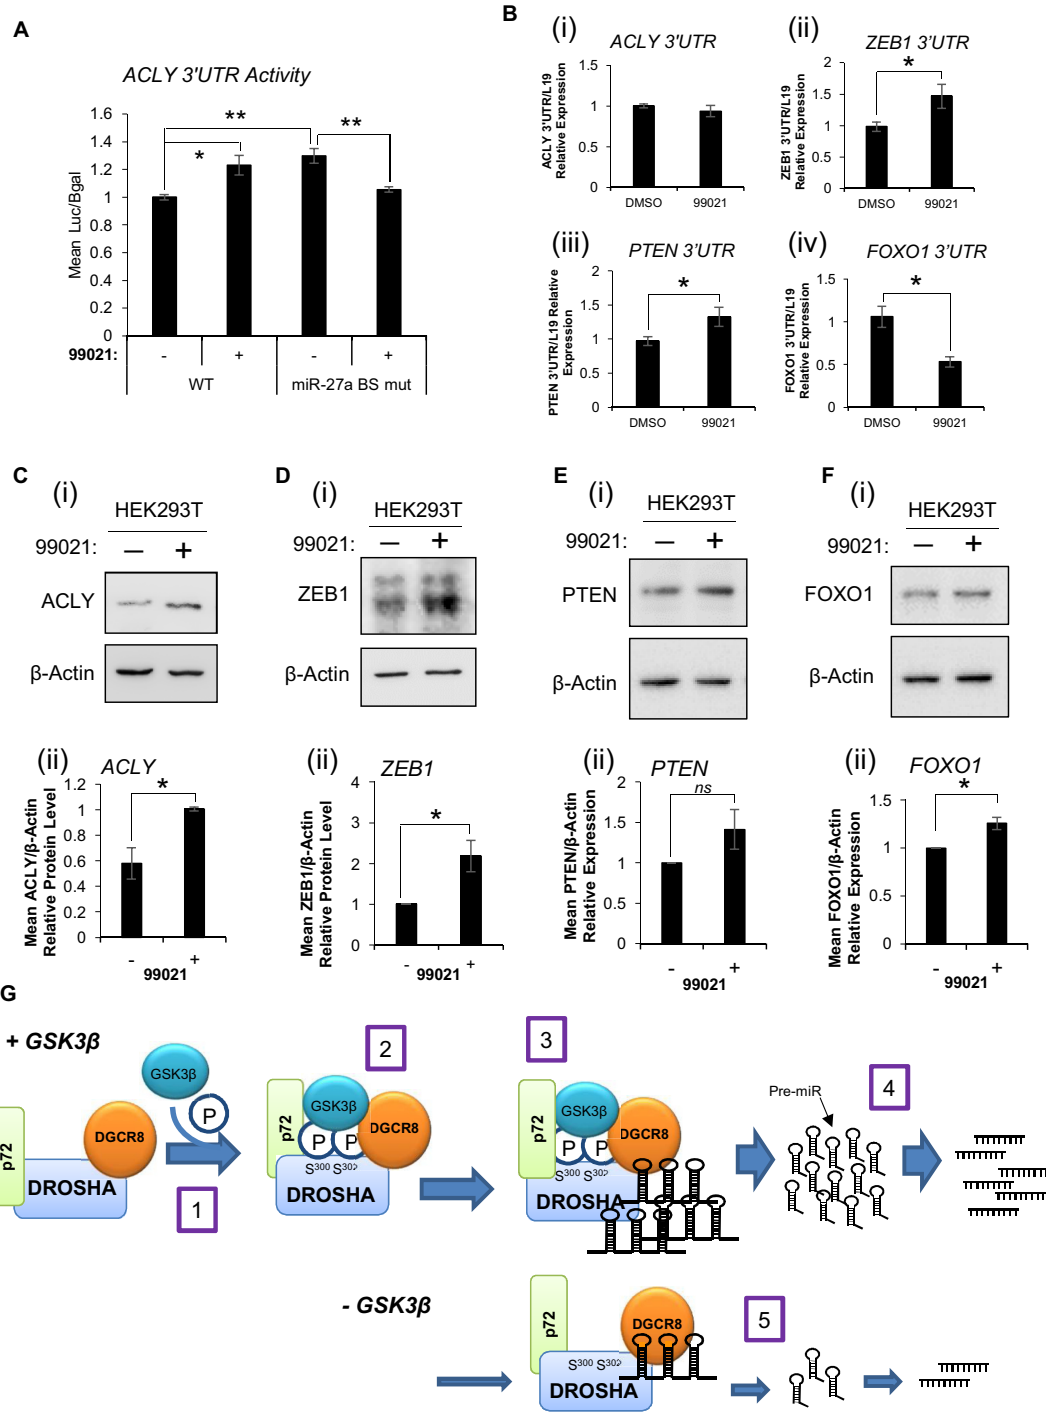 A
ACLY 3'UTR Activity
Mean Luc/Bgal
1.6
1.4
1.2
1
0.8
0.6
0.4
0.2
0
**
*
**
99021:
-
+
-
+
WT
miR-27a BS mut
B
(i)
ACLY 3'UTR
ACLY 3'UTR/L19
Relative Expression
1.5
1
0.5
0
DMSO
99021
(ii)
ZEB1 3'UTR
ZEB1 3'UTR/L19
Relative Expression
2
1.5
1
0.5
0
*
DMSO
99021
(iii)
PTEN 3'UTR
PTEN 3'UTR/L19 Relative
Expression
2
1.5
1
0.5
0
*
DMSO
99021
(iv)
FOXO1 3'UTR
FOXO1 3'UTR/L19
Relative Expression
1.5
1
0.5
0
*
DMSO
99021
C
(i)
HEK293T
99021:
—
+
ACLY
β-Actin
(ii)
ACLY
Mean ACLY/β-Actin
Relative Protein Level
1.2
1
0.8
0.6
0.4
0.2
0
*
-
+
99021
D
(i)
HEK293T
99021:
—
+
ZEB1
β-Actin
(ii)
ZEB1
Mean ZEB1/β-Actin
Relative Protein Level
4
3
2
1
0
*
-
+
99021
E
(i)
HEK293T
99021:
—
+
PTEN
β-Actin
(ii)
PTEN
Mean PTEN/β-Actin
Relative Expression
2
1.5
1
0.5
0
ns
-
+
99021
F
(i)
HEK293T
99021:
—
+
FOXO1
β-Actin
(ii)
FOXO1
Mean FOXO1/β-Actin
Relative Expression
1.5
1
0.5
0
*
-
+
99021
G
+ GSK3β
p72
DROSHA
DGCR8
GSK3β
P
1
2
p72
GSK3β
P
P
DGCR8
S300 S302
DROSHA
3
p72
GSK3β
P
P
DGCR8
S300 S302
DROSHA
Pre-miR
4
- GSK3β
p72
DGCR8
S300 S302
DROSHA
5